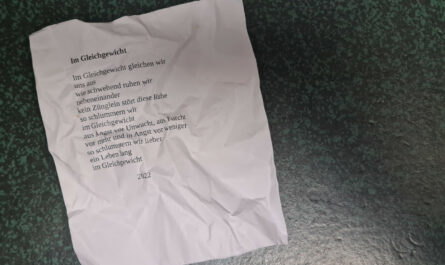 Im Gleichgewicht
Im Gleichgewicht gleichen wir
uns aus
wie schwebend ruhen wir
nebeneinander
kein Zünglein stört diese Ruhe
so schlummern wir
im Gleichgewicht
aus Angst vor Unwucht, aus Furcht
vor mehr und in Angst vor weniger
so schlummern wir lieber
ein Leben lang
im Gleichgewicht
2022